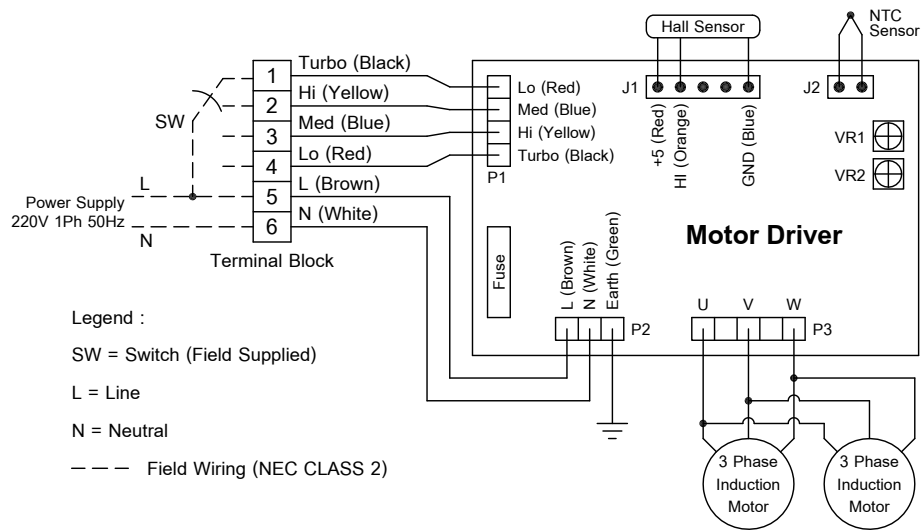 NTC
Sensor
Hall Sensor
1
Turbo (Black)
2
Hi (Yellow)
3
Med (Blue)
4
Lo (Red)
5
L (Brown)
6
N (White)
SW
L
Power Supply
220V 1Ph 50Hz
N
Terminal Block
Lo (Red)
Med (Blue)
Hi (Yellow)
Turbo (Black)
P1
J1
+5 (Red)
HI (Orange)
GND (Blue)
J2
VR1
VR2
Motor Driver
Fuse
L (Brown)
N (White)
Earth (Green)
P2
U V W
P3
Legend :
SW = Switch (Field Supplied)
L = Line
N = Neutral
Field Wiring (NEC CLASS 2)
3 Phase
Induction
Motor
3 Phase
Induction
Motor